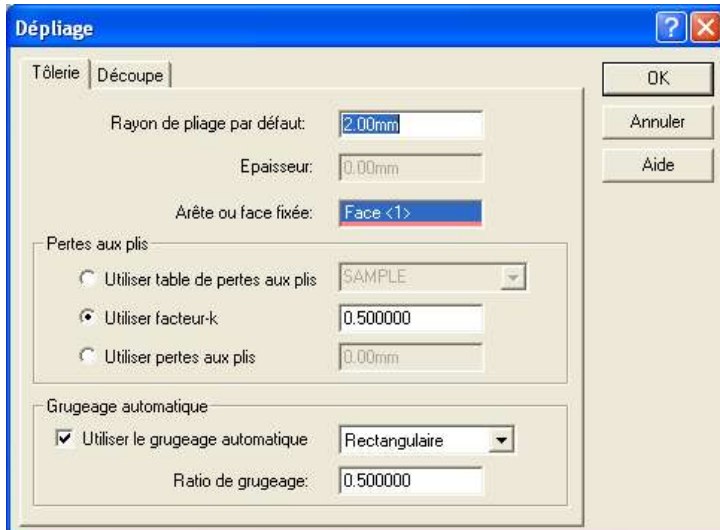 Dépliage
Tôlerie Découpe
OK
Annuler
Aide
Rayon de pliage par défaut: 2.00mm
Epaisseur: 0.00mm
Arête ou face fixée: Face <1>
Pertes aux plis
Utiliser table de pertes aux plis SAMPLE
Utiliser facteur-k 0.500000
Utiliser pertes aux plis 0.00mm
Grugeage automatique
Utiliser le grugeage automatique Rectangulaire
Ratio de grugeage: 0.500000